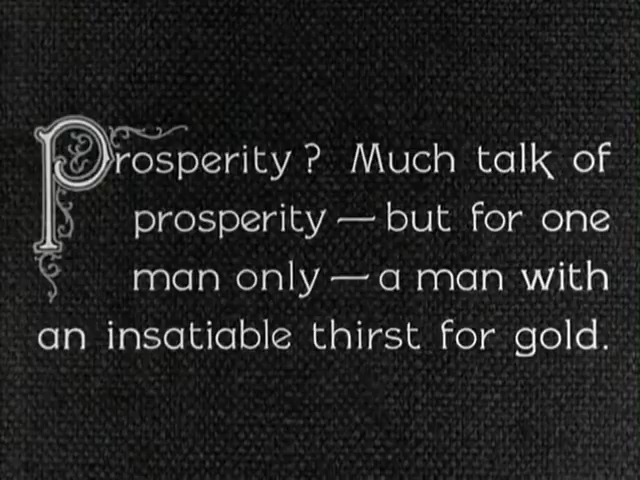 Prosperity? Much talk of
prosperity — but for one
man only — a man with
an insatiable thirst for gold.